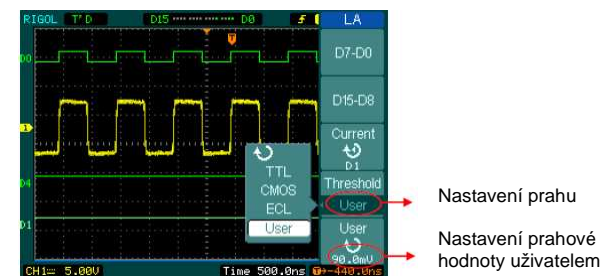 RIGOL T'D D15 D0 LA
D7-D0
D15-D8
Current
D1
Threshold
User
User
90.0mV
D0
1
D4
D1
TTL
CMOS
ECL
User
CH1 5.00V Time 500.0ns -440.0ns
Nastavení prahu
Nastavení prahové
hodnoty uživatelem